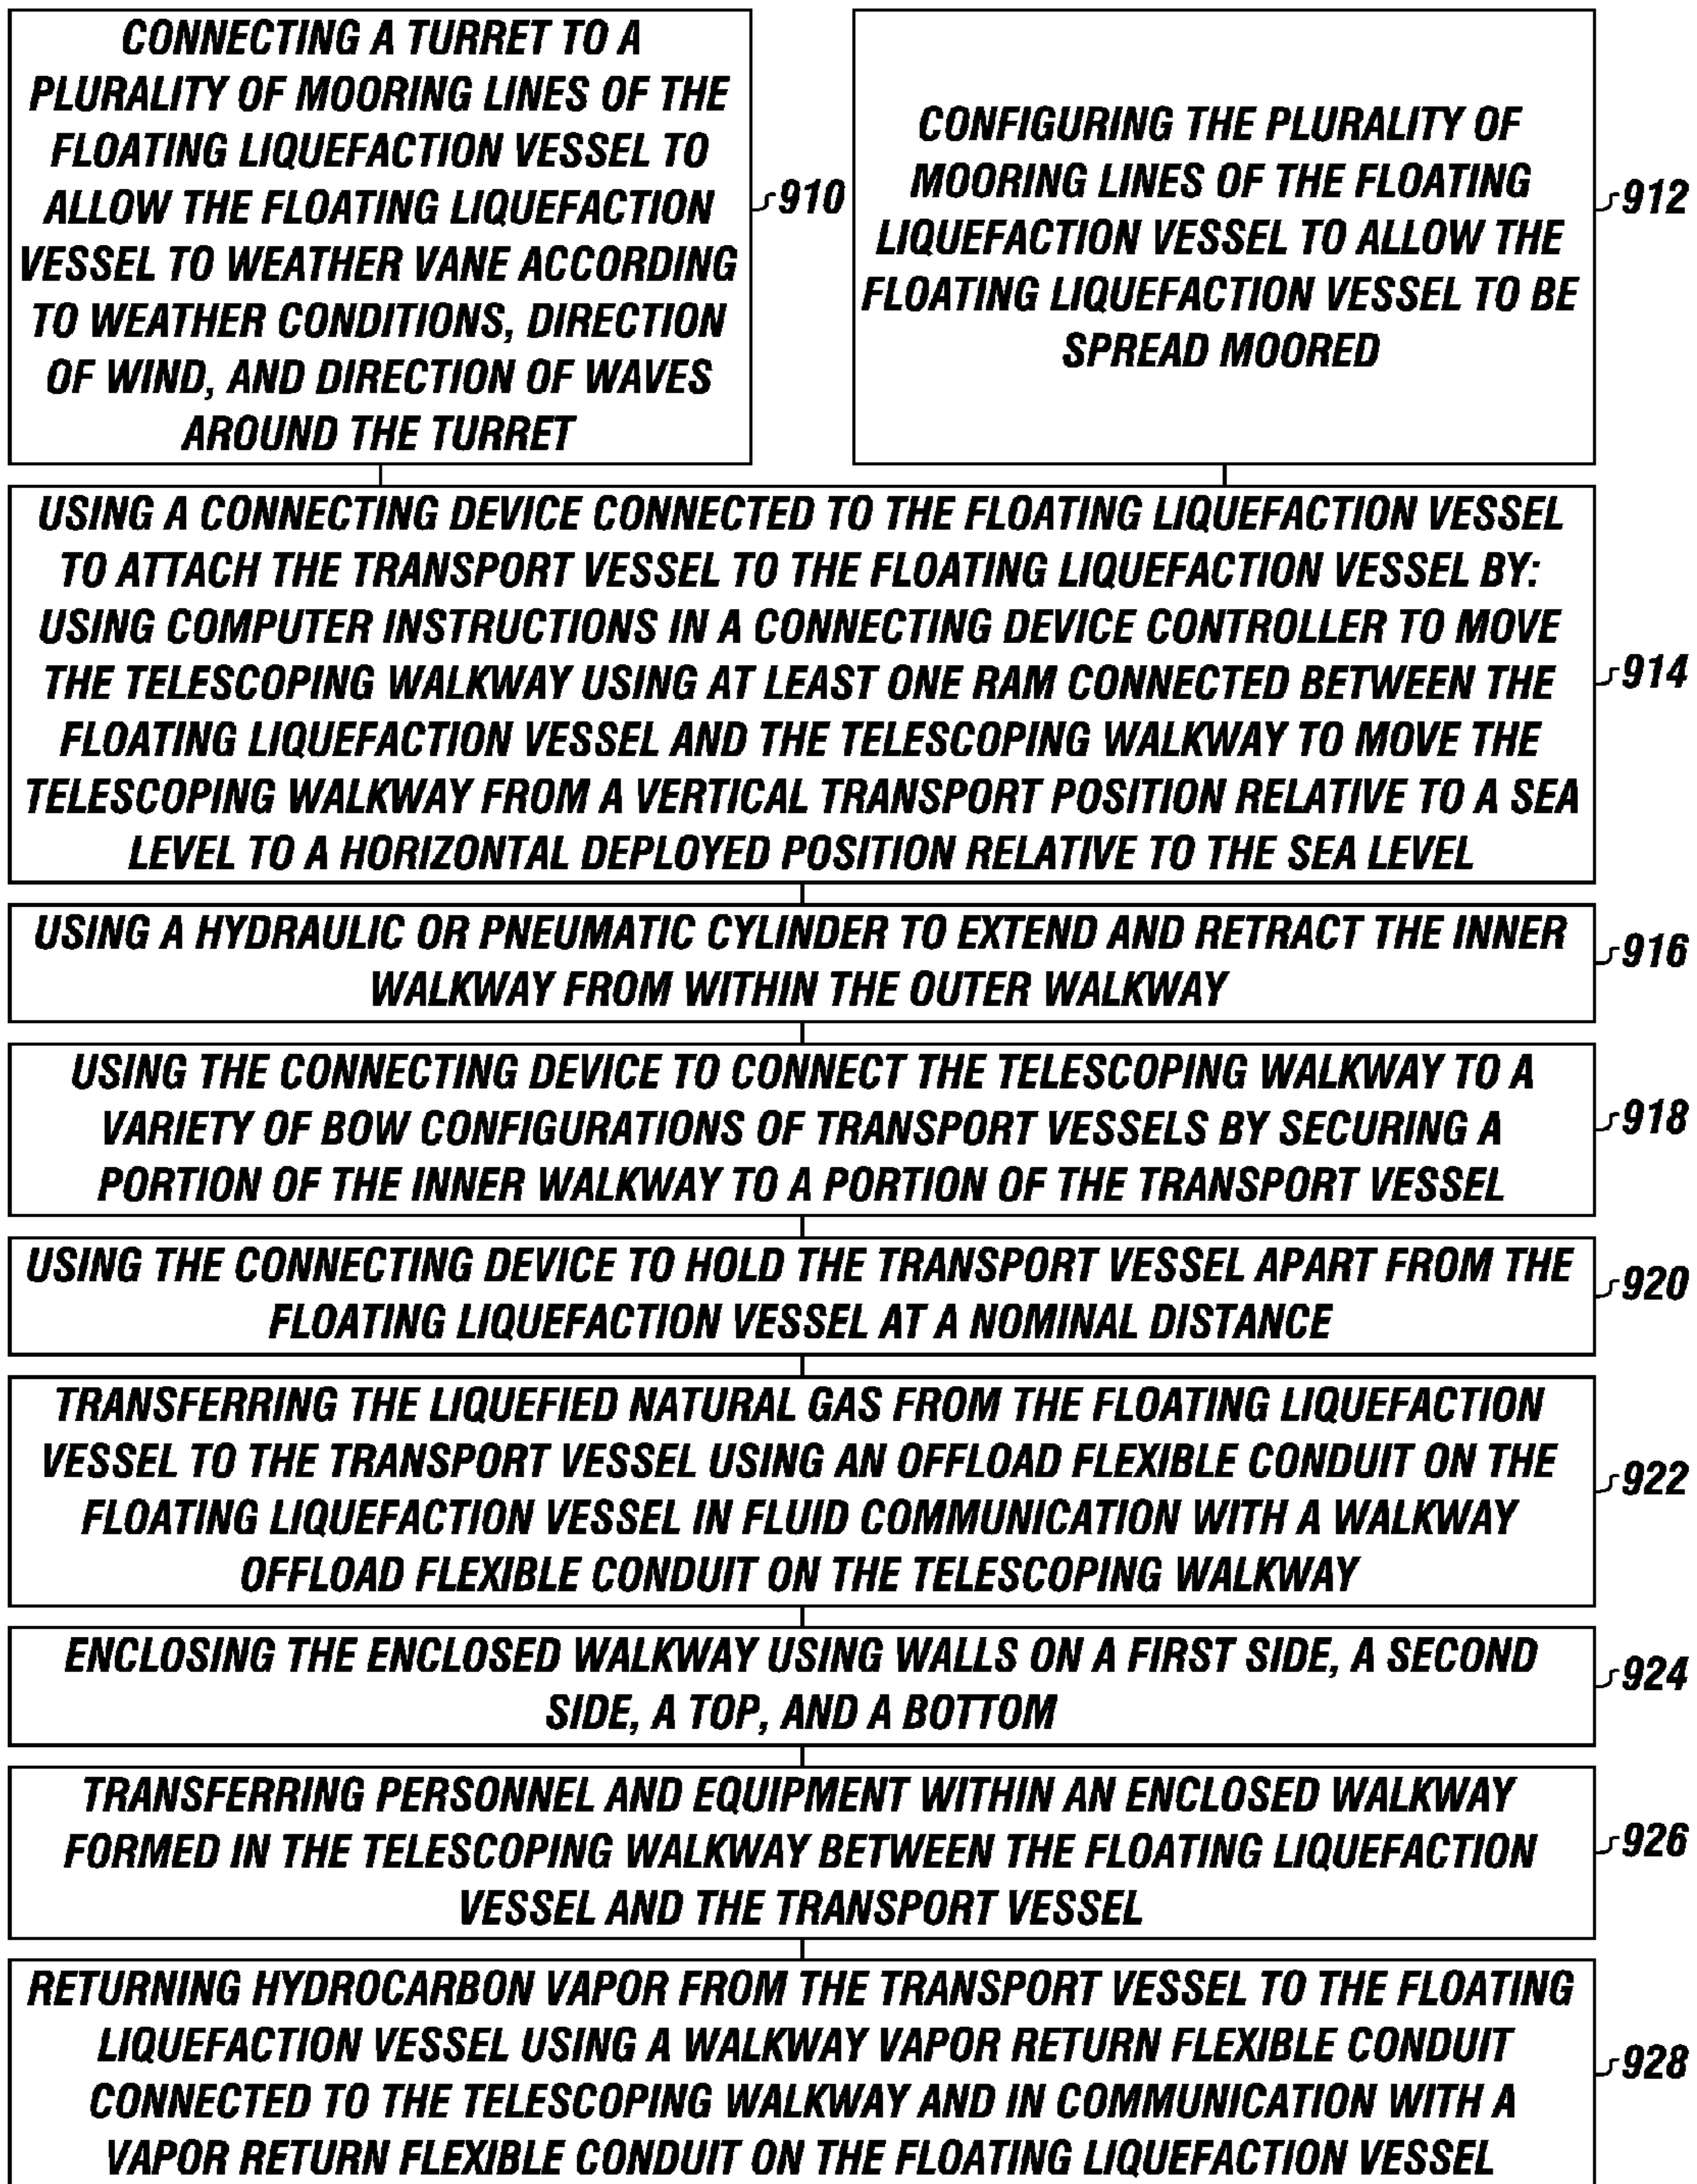 CONNECTING A TURRET TO A
PLURALITY OF MOORING LINES OF THE
FLOATING LIQUEFACTION VESSEL TO
ALLOW THE FLOATING LIQUEFACTION
VESSEL TO WEATHER VANE ACCORDING
TO WEATHER CONDITIONS, DIRECTION
OF WIND, AND DIRECTION OF WAVES
AROUND THE TURRET
910
CONFIGURING THE PLURALITY OF
MOORING LINES OF THE FLOATING
LIQUEFACTION VESSEL TO ALLOW THE
FLOATING LIQUEFACTION VESSEL TO BE
SPREAD MOORED
912
USING A CONNECTING DEVICE CONNECTED TO THE FLOATING LIQUEFACTION VESSEL
TO ATTACH THE TRANSPORT VESSEL TO THE FLOATING LIQUEFACTION VESSEL BY:
USING COMPUTER INSTRUCTIONS IN A CONNECTING DEVICE CONTROLLER TO MOVE
THE TELESCOPING WALKWAY USING AT LEAST ONE RAM CONNECTED BETWEEN THE
FLOATING LIQUEFACTION VESSEL AND THE TELESCOPING WALKWAY TO MOVE THE
TELESCOPING WALKWAY FROM A VERTICAL TRANSPORT POSITION RELATIVE TO A SEA
LEVEL TO A HORIZONTAL DEPLOYED POSITION RELATIVE TO THE SEA LEVEL
914
USING A HYDRAULIC OR PNEUMATIC CYLINDER TO EXTEND AND RETRACT THE INNER
WALKWAY FROM WITHIN THE OUTER WALKWAY
916
USING THE CONNECTING DEVICE TO CONNECT THE TELESCOPING WALKWAY TO A
VARIETY OF BOW CONFIGURATIONS OF TRANSPORT VESSELS BY SECURING A
PORTION OF THE INNER WALKWAY TO A PORTION OF THE TRANSPORT VESSEL
918
USING THE CONNECTING DEVICE TO HOLD THE TRANSPORT VESSEL APART FROM THE
FLOATING LIQUEFACTION VESSEL AT A NOMINAL DISTANCE
920
TRANSFERRING THE LIQUEFIED NATURAL GAS FROM THE FLOATING LIQUEFACTION
VESSEL TO THE TRANSPORT VESSEL USING AN OFFLOAD FLEXIBLE CONDUIT ON THE
FLOATING LIQUEFACTION VESSEL IN FLUID COMMUNICATION WITH A WALKWAY
OFFLOAD FLEXIBLE CONDUIT ON THE TELESCOPING WALKWAY
922
ENCLOSING THE ENCLOSED WALKWAY USING WALLS ON A FIRST SIDE, A SECOND
SIDE, A TOP, AND A BOTTOM
924
TRANSFERRING PERSONNEL AND EQUIPMENT WITHIN AN ENCLOSED WALKWAY
FORMED IN THE TELESCOPING WALKWAY BETWEEN THE FLOATING LIQUEFACTION
VESSEL AND THE TRANSPORT VESSEL
926
RETURNING HYDROCARBON VAPOR FROM THE TRANSPORT VESSEL TO THE FLOATING
LIQUEFACTION VESSEL USING A WALKWAY VAPOR RETURN FLEXIBLE CONDUIT
CONNECTED TO THE TELESCOPING WALKWAY AND IN COMMUNICATION WITH A
VAPOR RETURN FLEXIBLE CONDUIT ON THE FLOATING LIQUEFACTION VESSEL
928